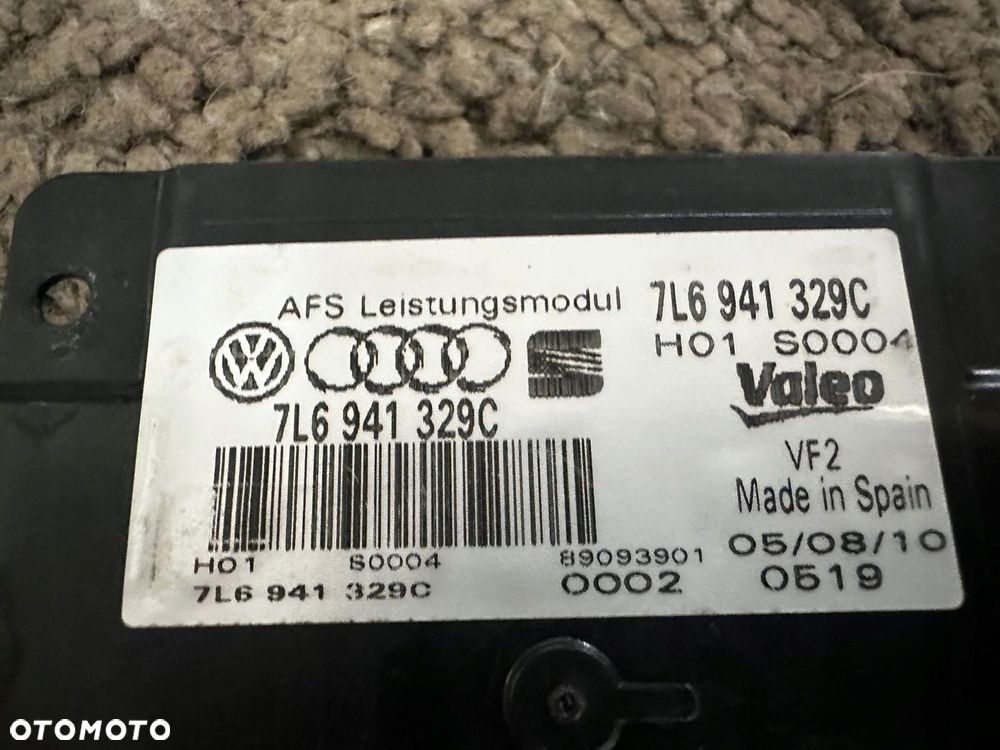 AFS Leistungsmodul
7L6 941 329C
H01 S0004
Valeo
7L6 941 329C
VF2
Made in Spain
H01 S0004 89093901
05/08/10
7L6 941 329C 0002
0519
OTOMOTO